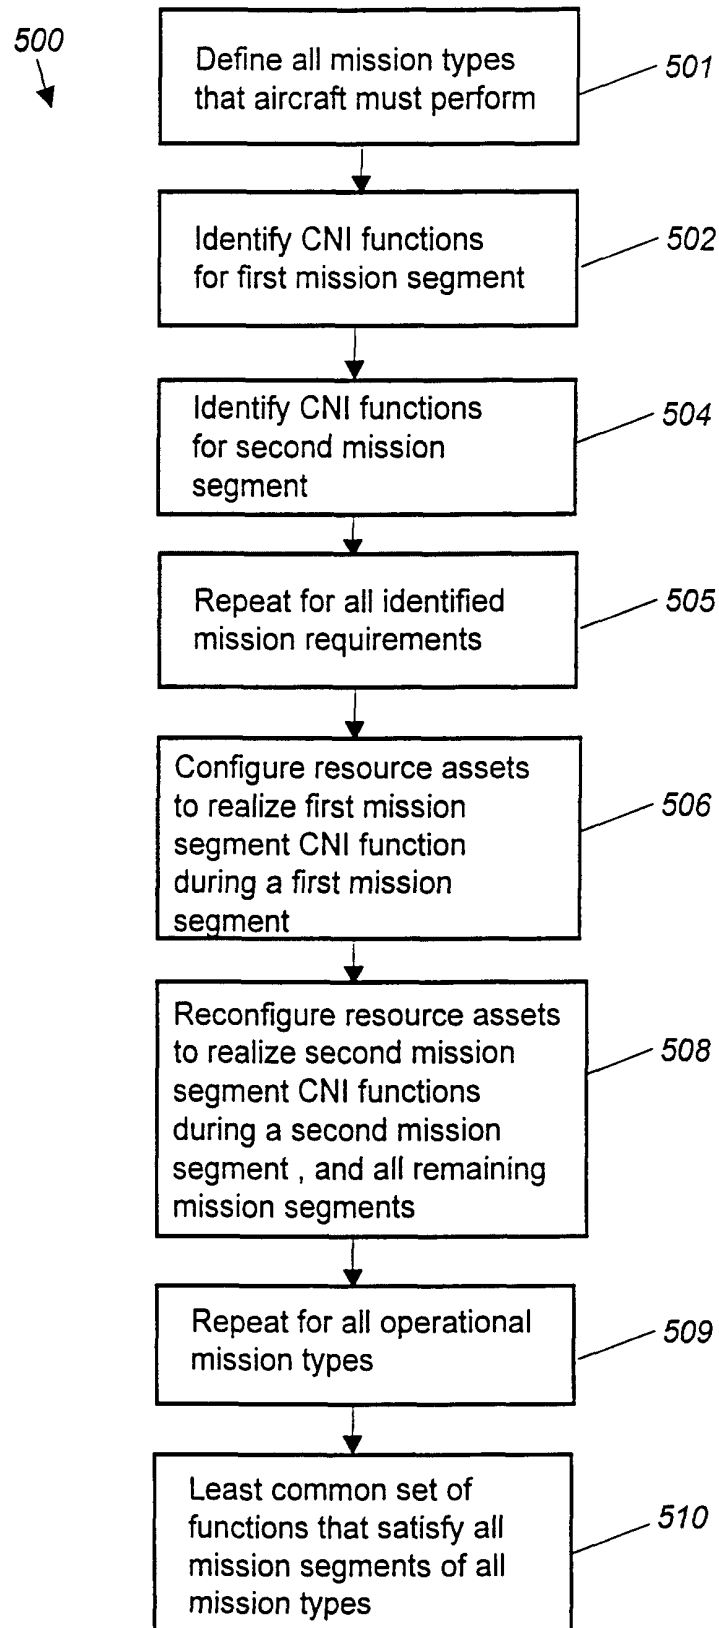 500
Define all mission types
that aircraft must perform
501
Identify CNI functions
for first mission segment
502
Identify CNI functions
for second mission
segment
504
Repeat for all identified
mission requirements
505
Configure resource assets
to realize first mission
segment CNI function
during a first mission
segment
506
Reconfigure resource assets
to realize second mission
segment CNI functions
during a second mission
segment , and all remaining
mission segments
508
Repeat for all operational
mission types
509
Least common set of
functions that satisfy all
mission segments of all
mission types
510